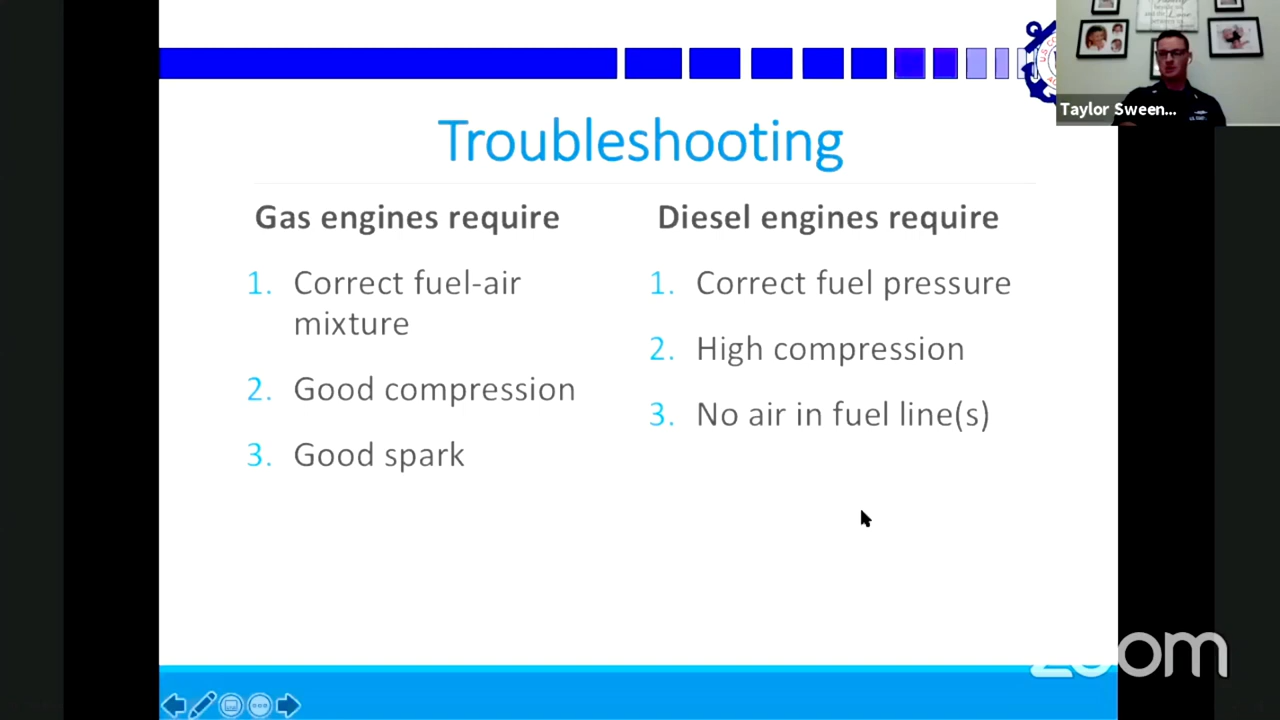 Taylor Sween...
Troubleshooting
Gas engines require
1. Correct fuel-air
mixture
2. Good compression
3. Good spark
Diesel engines require
1. Correct fuel pressure
2. High compression
3. No air in fuel line(s)
zoom